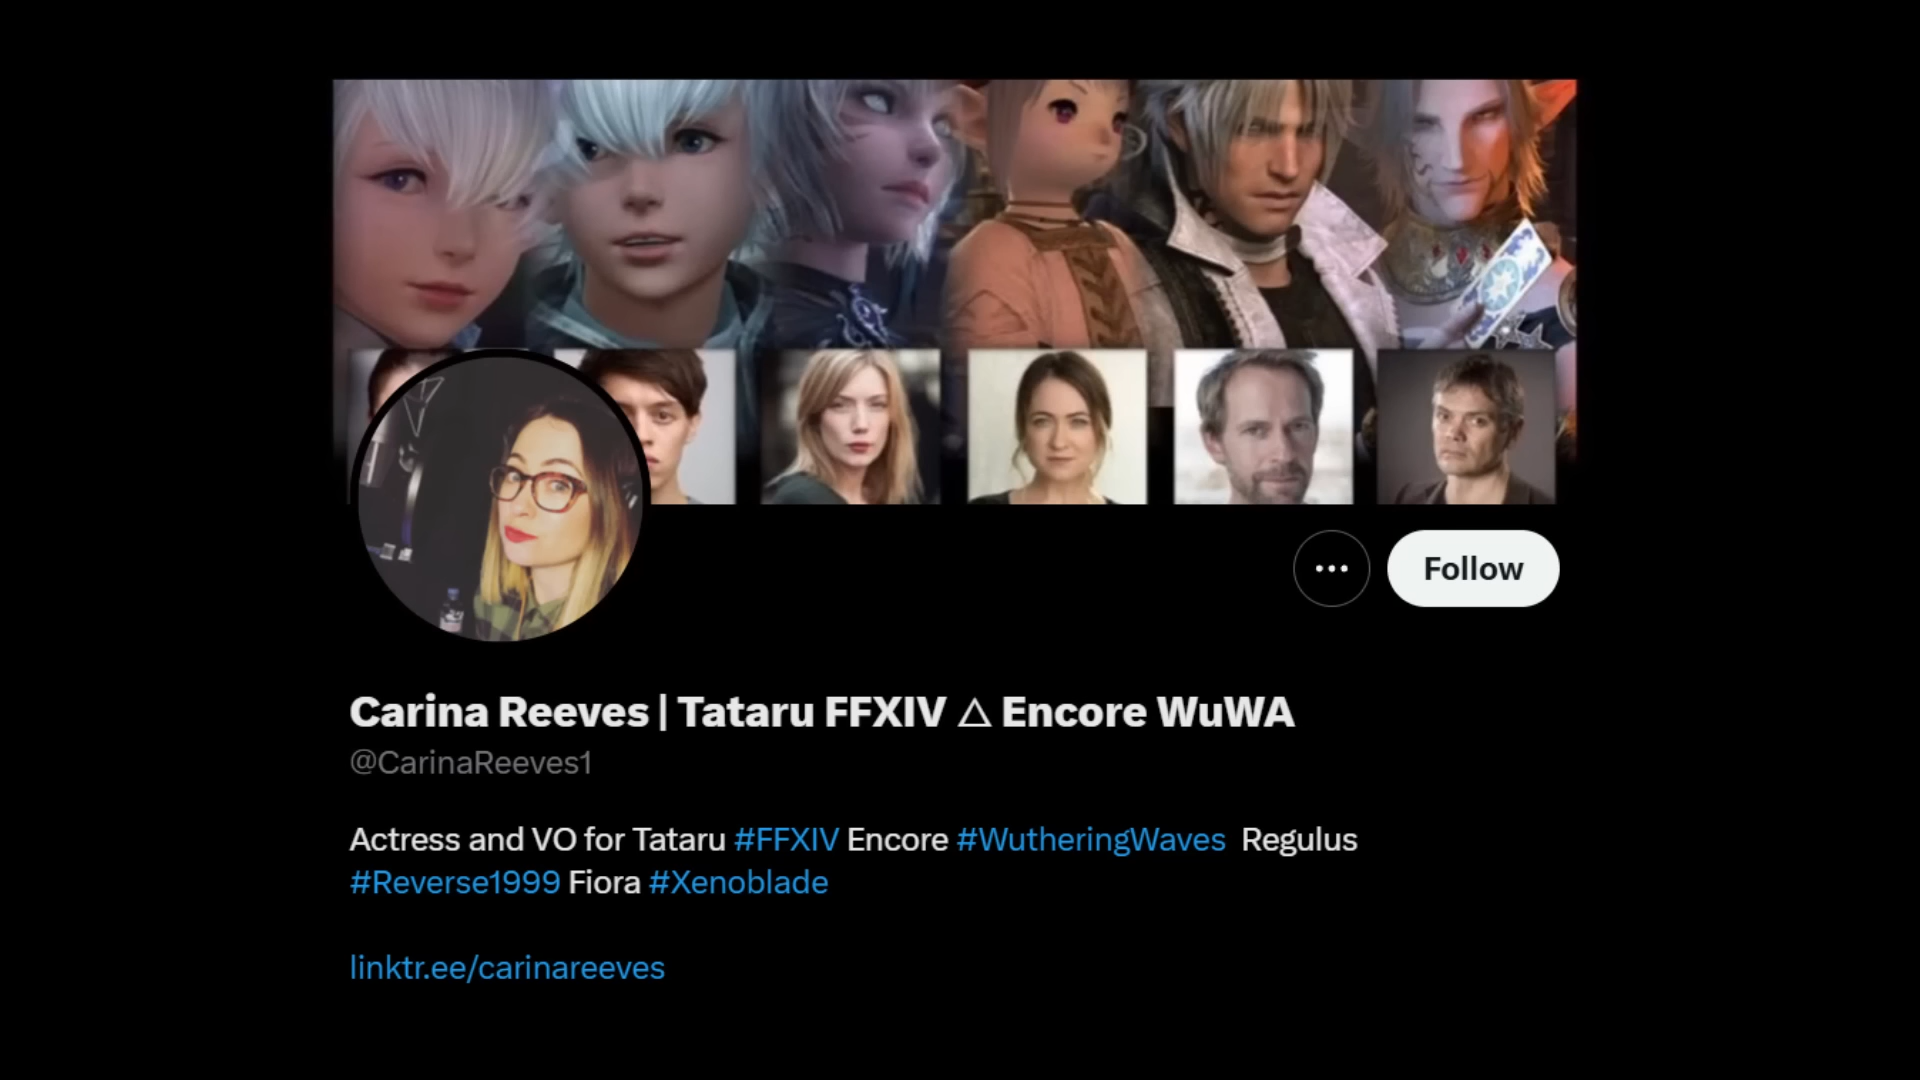 Follow
Carina Reeves | Tataru FFXIV △ Encore WuWA
@CarinaReeves1
Actress and VO for Tataru #FFXIV Encore #WutheringWaves  Regulus
#Reverse1999 Fiora #Xenoblade
linktr.ee/carinareeves